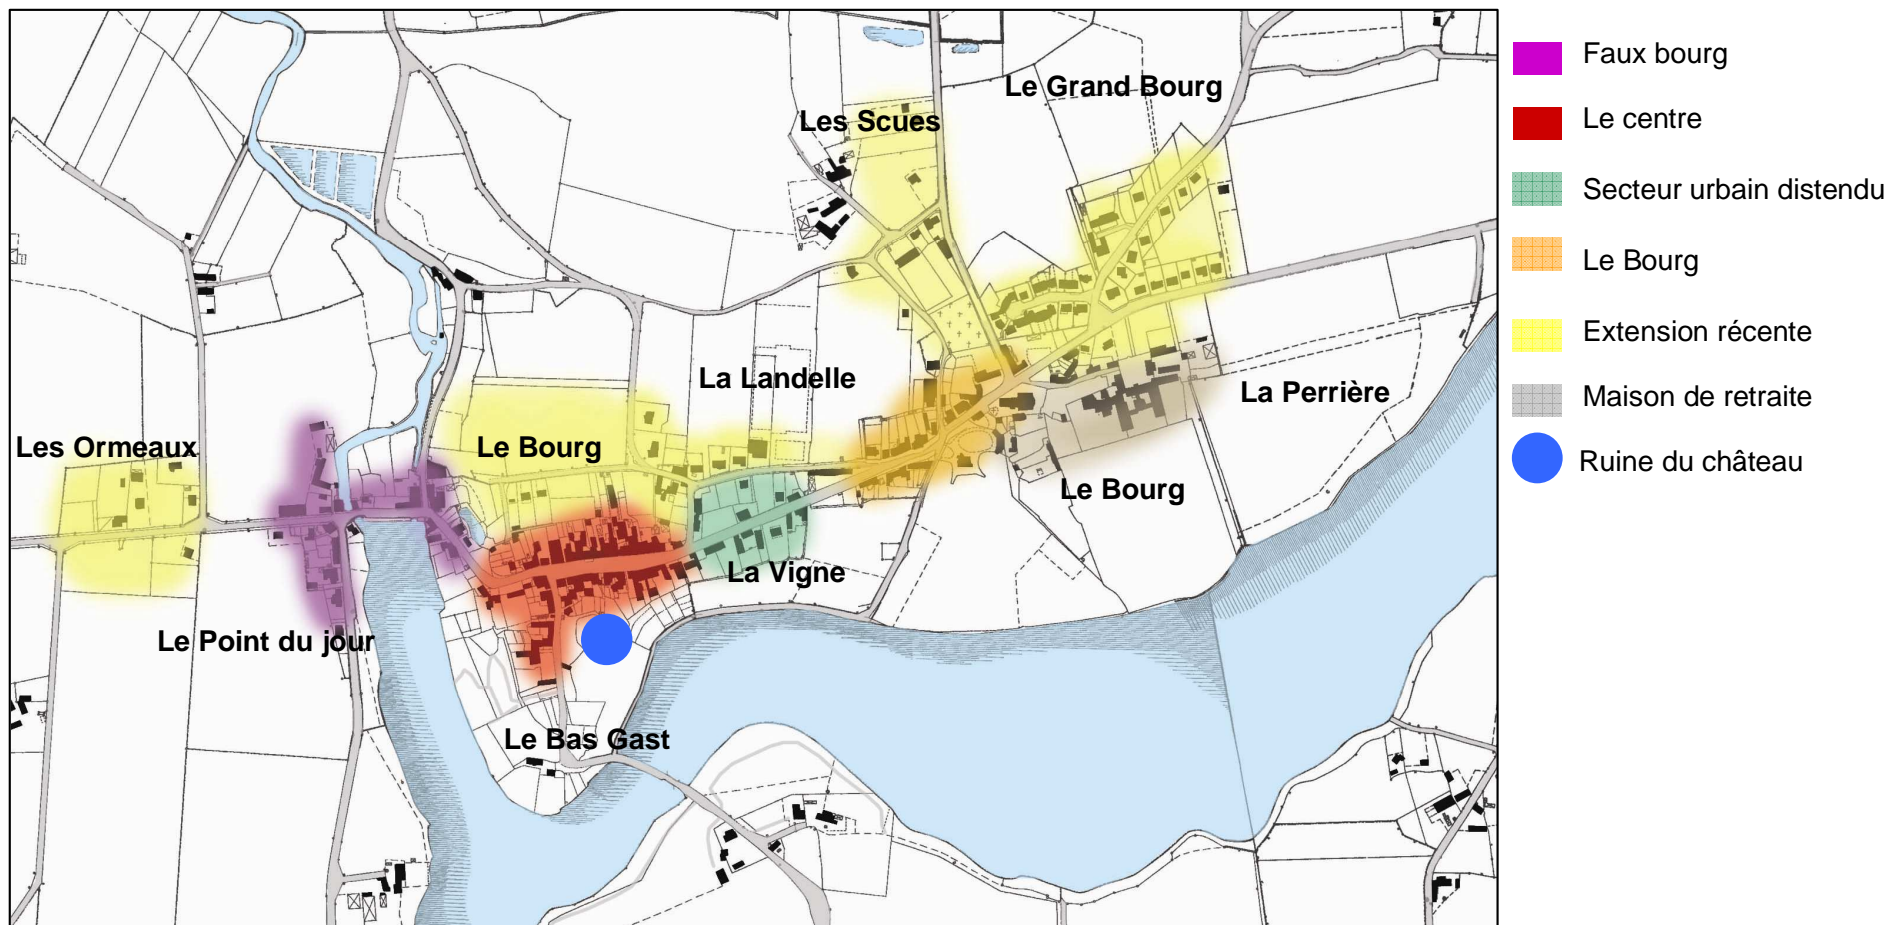 Le Grand Bourg
Les Scues
La Landelle
La Perrière
Les Ormeaux
Le Bourg
Le Bourg
La Vigne
Le Point du jour
Le Bas Gast
Faux bourg
Le centre
Secteur urbain distendu
Le Bourg
Extension récente
Maison de retraite
Ruine du château